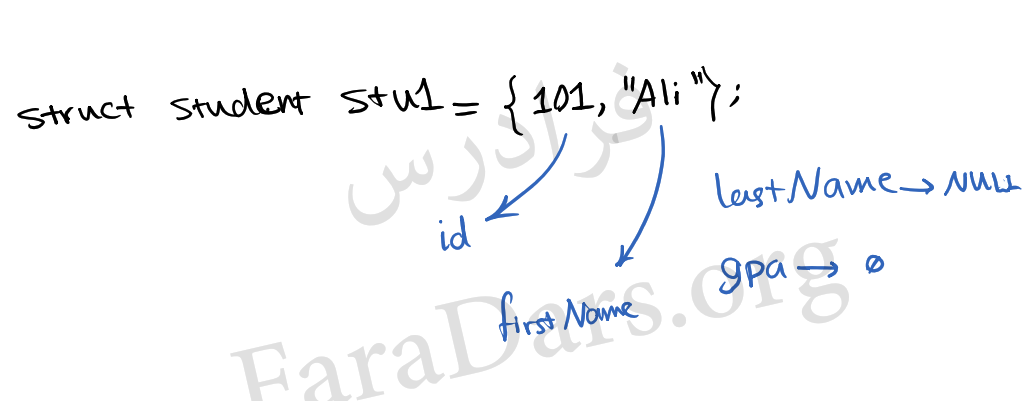 struct student stu1 = { 101, "Ali" };
id
firstName
lastName → NULL
gpa → 0
فرادرس
FaraDars.org